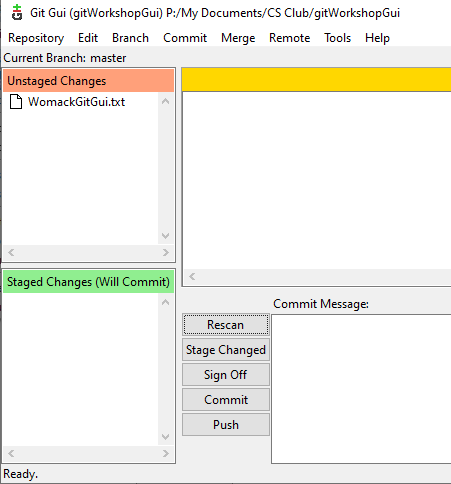 Git Gui (gitWorkshopGui) P:/My Documents/CS Club/gitWorkshopGui
Repository Edit Branch Commit Merge Remote Tools Help
Current Branch: master
Unstaged Changes
WomackGitGui.txt
Staged Changes (Will Commit)
Commit Message:
Rescan
Stage Changed
Sign Off
Commit
Push
Ready.